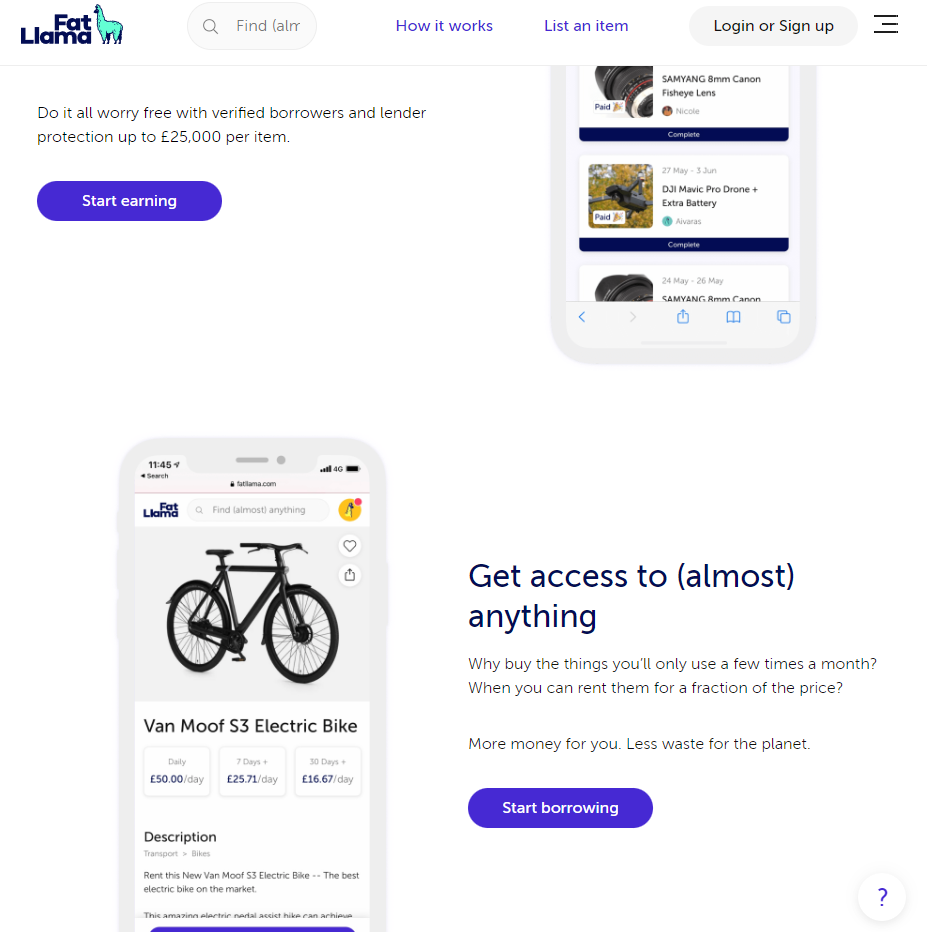 Fat
Llama
Find (alm
How it works
List an item
Login or Sign up
Do it all worry free with verified borrowers and lender
protection up to £25,000 per item.
Start earning
SAMYANG 8mm Canon
Fisheye Lens
Paid
Nicole
Complete
27 May - 3 Jun
DJI Mavic Pro Drone +
Extra Battery
Paid
Aivaras
Complete
24 May - 26 May
SAMYANG 8mm Canon
11:45
Search
4G
fatllama.com
Fat
Llama
Find (almost) anything
Van Moof S3 Electric Bike
Daily
£50.00/day
7 Days +
£25.71/day
30 Days +
£16.67/day
Description
Transport > Bikes
Rent this New Van Moof S3 Electric Bike -- The best
electric bike on the market.
This amazing electric pedal assist bike can achieve
Get access to (almost)
anything
Why buy the things you’ll only use a few times a month?
When you can rent them for a fraction of the price?
More money for you. Less waste for the planet.
Start borrowing
?